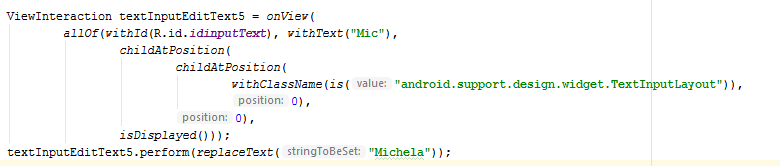 ViewInteraction textInputEditText5 = onView(
allOf(withId(R.id.idinputText), withText("Mic"),
childAtPosition(
childAtPosition(
withClassName(is( value: "android.support.design.widget.TextInputLayout")),
position: 0),
position: 0),
isDisplayed()));
textInputEditText5.perform(replaceText( stringToBeSet: "Michela"));